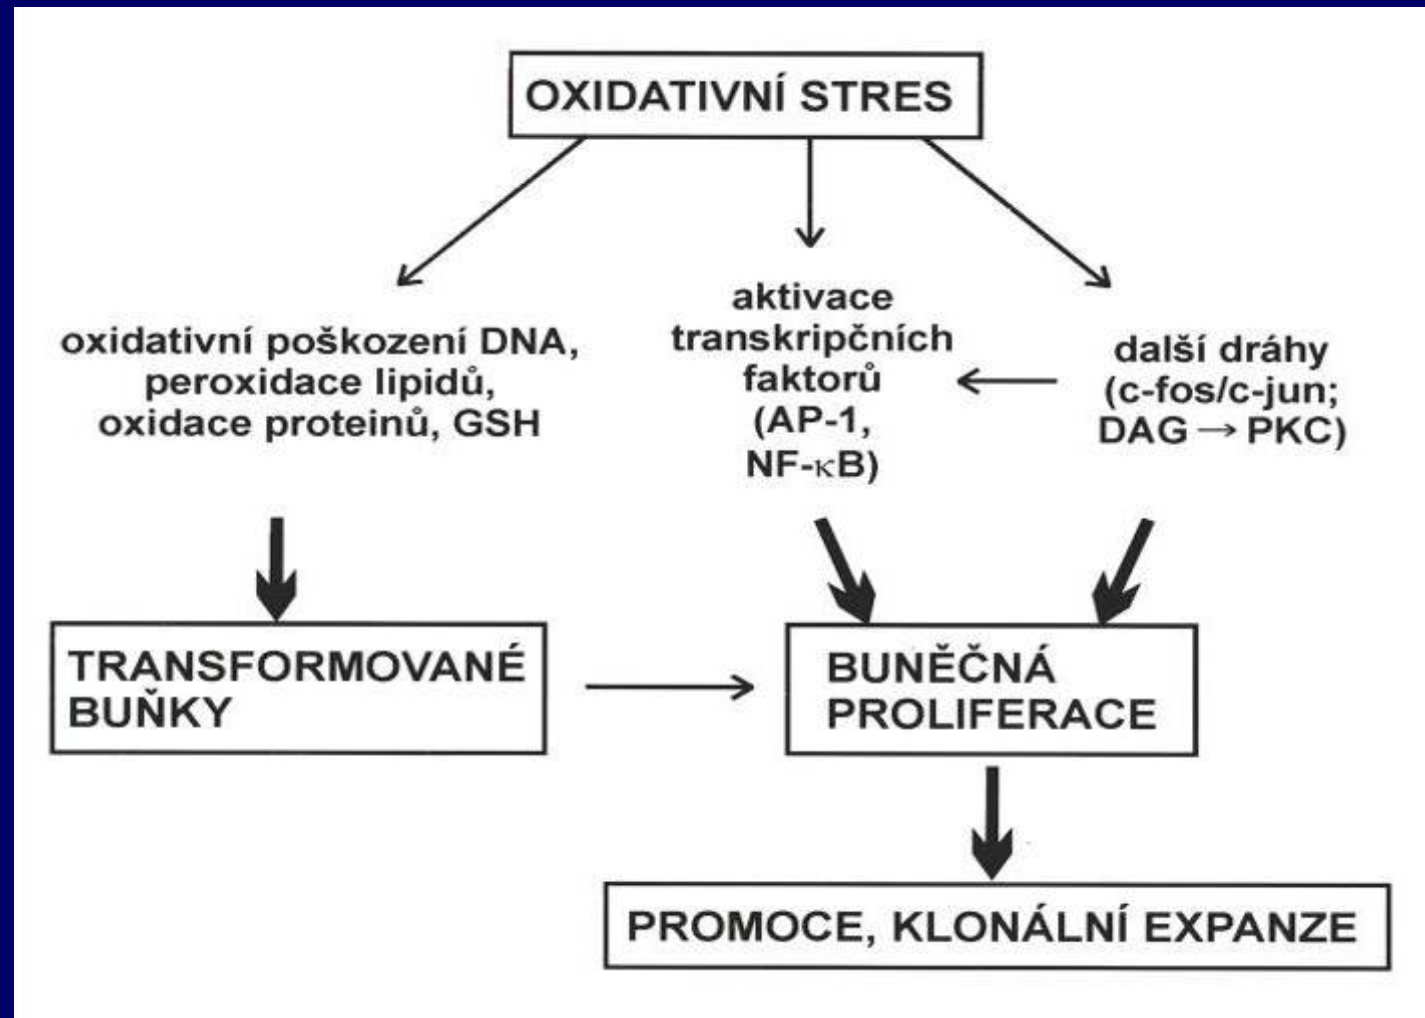 OXIDATIVNÍ STRES
oxidativní poškození DNA,
peroxidace lipidů,
oxidace proteinů, GSH
aktivace
transkripčních
faktorů
(AP-1,
NF-κB)
další dráhy
(c-fos/c-jun;
DAG → PKC)
TRANSFORMOVANÉ
BUŇKY
BUNĚČNÁ
PROLIFERACE
PROMOCE, KLONÁLNÍ EXPANZE